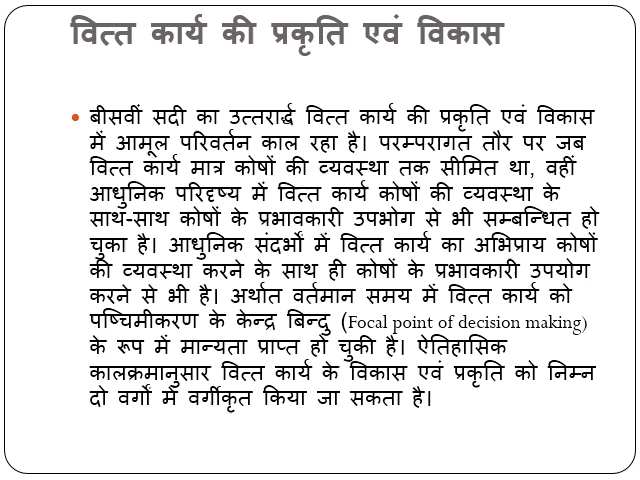 वित्त कार्य की प्रकृति एवं विकास
• बीसवीं सदी का उत्तरार्द्ध वित्त कार्य की प्रकृति एवं विकास
में आमूल परिवर्तन काल रहा है। परम्परागत तौर पर जब
वित्त कार्य मात्र कोषों की व्यवस्था तक सीमित था, वहीं
आधुनिक परिदृष्य में वित्त कार्य कोषों की व्यवस्था के
साथ-साथ कोषों के प्रभावकारी उपभोग से भी सम्बन्धित हो
चुका है। आधुनिक संदर्भों में वित्त कार्य का अभिप्राय कोषों
की व्यवस्था करने के साथ ही कोषों के प्रभावकारी उपयोग
करने से भी है। अर्थात वर्तमान समय में वित्त कार्य को
पष्चिमीकरण के केन्द्र बिन्दु (Focal point of decision making)
के रूप में मान्यता प्राप्त हो चुकी है। ऐतिहासिक
कालक्रमानुसार वित्त कार्य के विकास एवं प्रकृति को निम्न
दो वर्गों में वर्गीकृत किया जा सकता है।